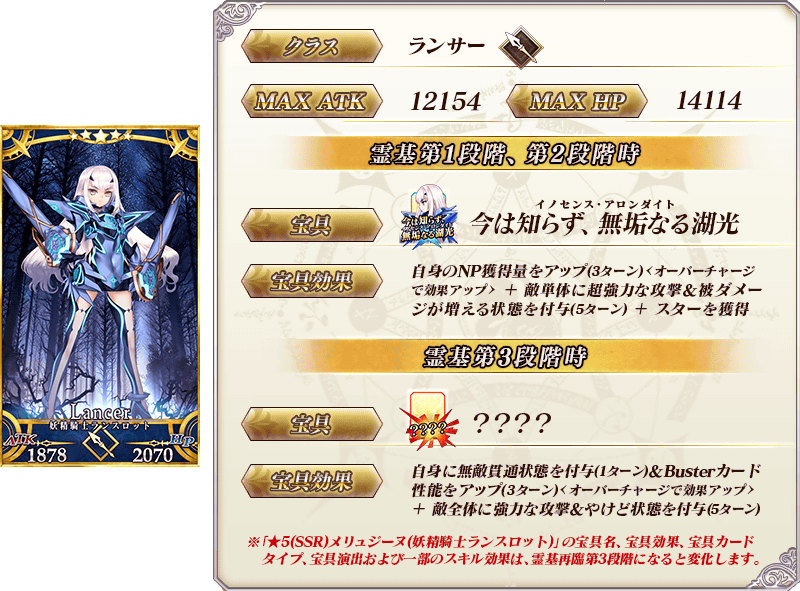 クラス
ランサー
MAX ATK
12154
MAX HP
14114
霊基第1段階、第2段階時
宝具
今は知らず、
無垢なる湖光
イノセンス・アロンダイト
今は知らず、無垢なる湖光
宝具効果
自身のNP獲得量をアップ(3ターン)<オーバーチャージ
で効果アップ> + 敵単体に超強力な攻撃&被ダメー
ジが増える状態を付与(5ターン) + スターを獲得
霊基第3段階時
宝具
????
????
宝具効果
自身に無敵貫通状態を付与(1ターン)&Busterカード
性能をアップ(3ターン)<オーバーチャージで効果アップ>
+ 敵全体に強力な攻撃&やけど状態を付与(5ターン)
※「★5(SSR)メリュジーヌ(妖精騎士ランスロット)」の宝具名、宝具効果、宝具カード
タイプ、宝具演出および一部のスキル効果は、霊基再臨第3段階になると変化します。
Lancer
妖精騎士ランスロット
ATK
1878
HP
2070